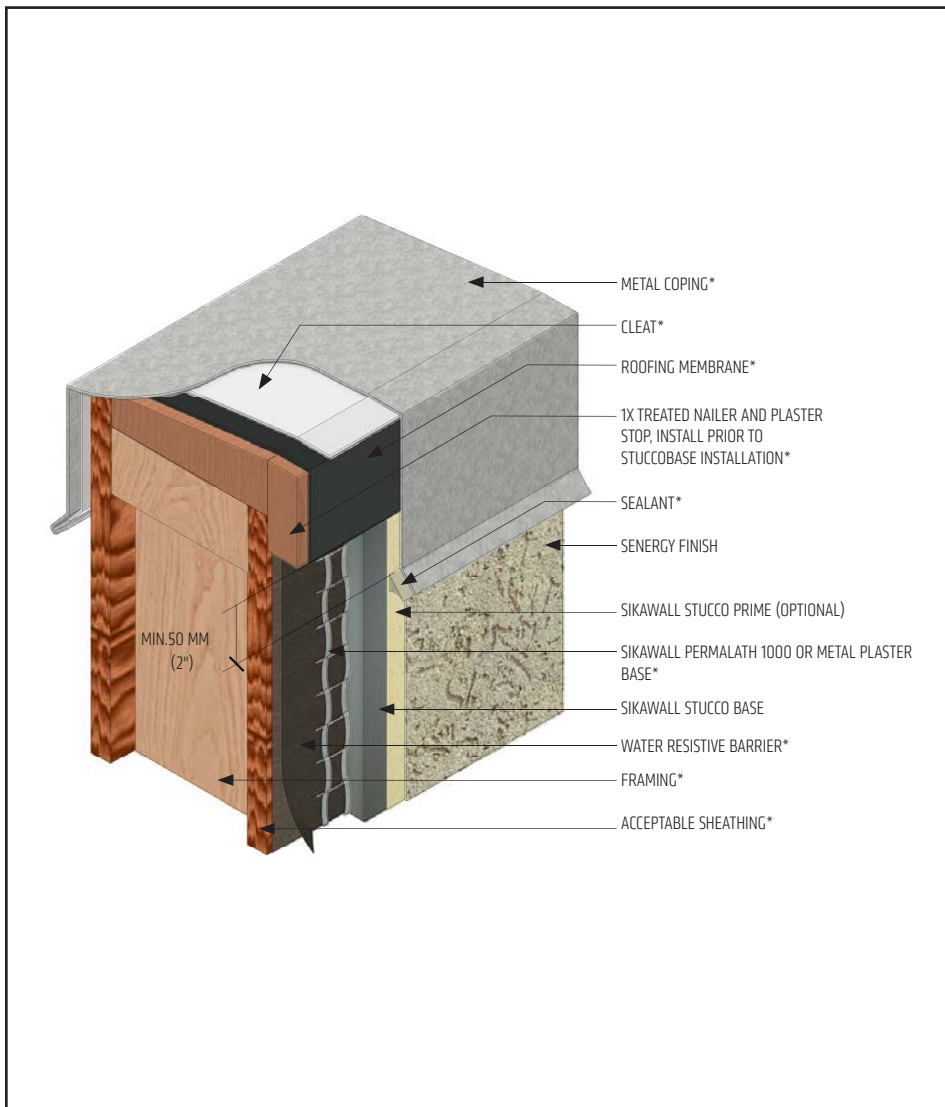 METAL COPING*
CLEAT*
ROOFING MEMBRANE*
1X TREATED NAILER AND PLASTER
STOP, INSTALL PRIOR TO
STUCCOBASE INSTALLATION*
SEALANT*
SENERGY FINISH
SIKAWALL STUCCO PRIME (OPTIONAL)
MIN.50 MM
(2")
SIKAWALL PERMALATH 1000 OR METAL PLASTER
BASE*
SIKAWALL STUCCO BASE
WATER RESISTIVE BARRIER*
FRAMING*
ACCEPTABLE SHEATHING*